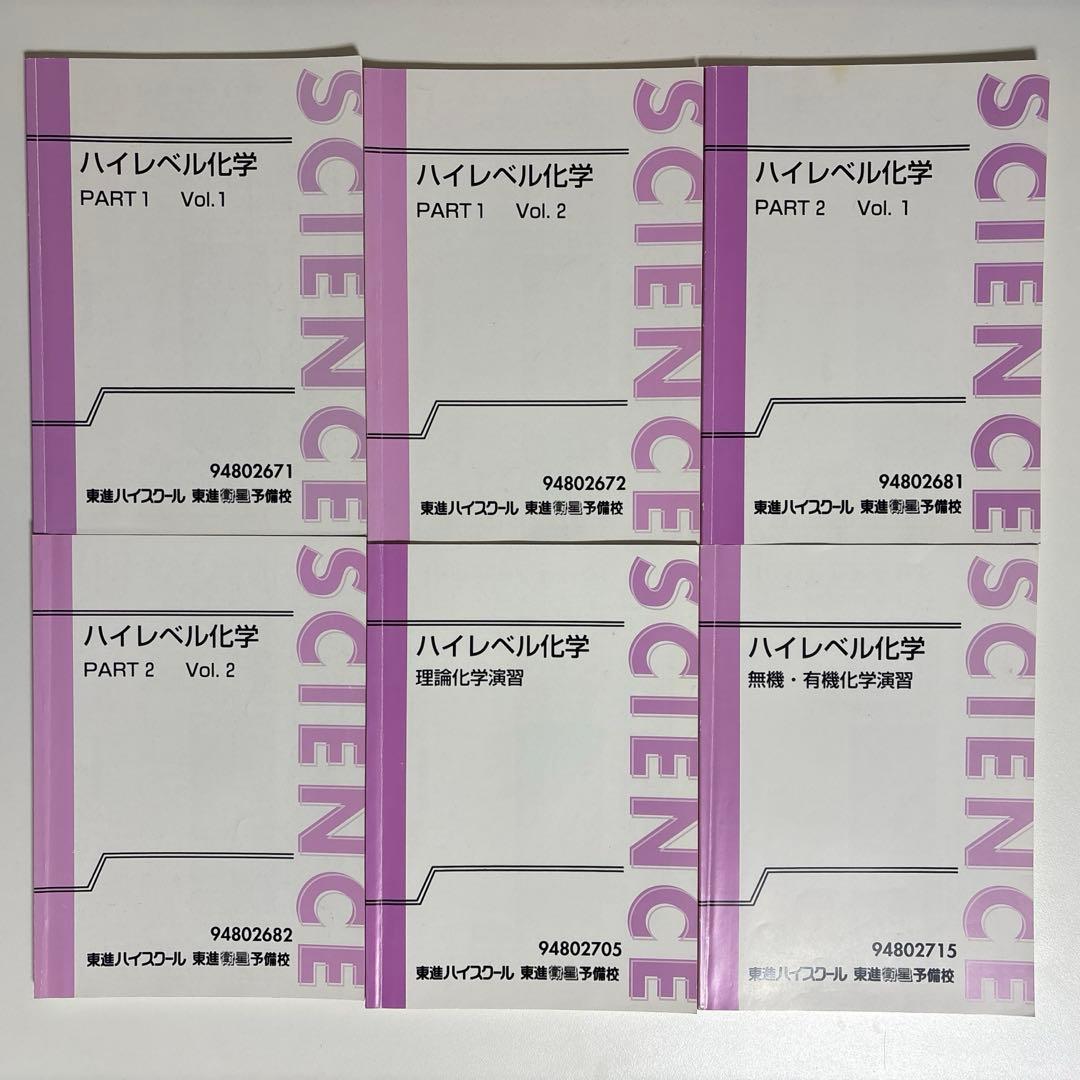 ハイレベル化学
PART 1 Vol.1
SCIENCE
94802671
東進ハイスクール 東進衛星予備校
ハイレベル化学
PART 1 Vol. 2
SCIENCE
94802672
東進ハイスクール 東進衛星予備校
ハイレベル化学
PART 2 Vol. 1
SCIENCE
94802681
東進ハイスクール 東進衛星予備校
ハイレベル化学
PART 2 Vol. 2
SCIENCE
94802682
東進ハイスクール 東進衛星予備校
ハイレベル化学
理論化学演習
SCIENCE
94802705
東進ハイスクール 東進衛星予備校
ハイレベル化学
無機・有機化学演習
SCIENCE
94802715
東進ハイスクール 東進衛星予備校